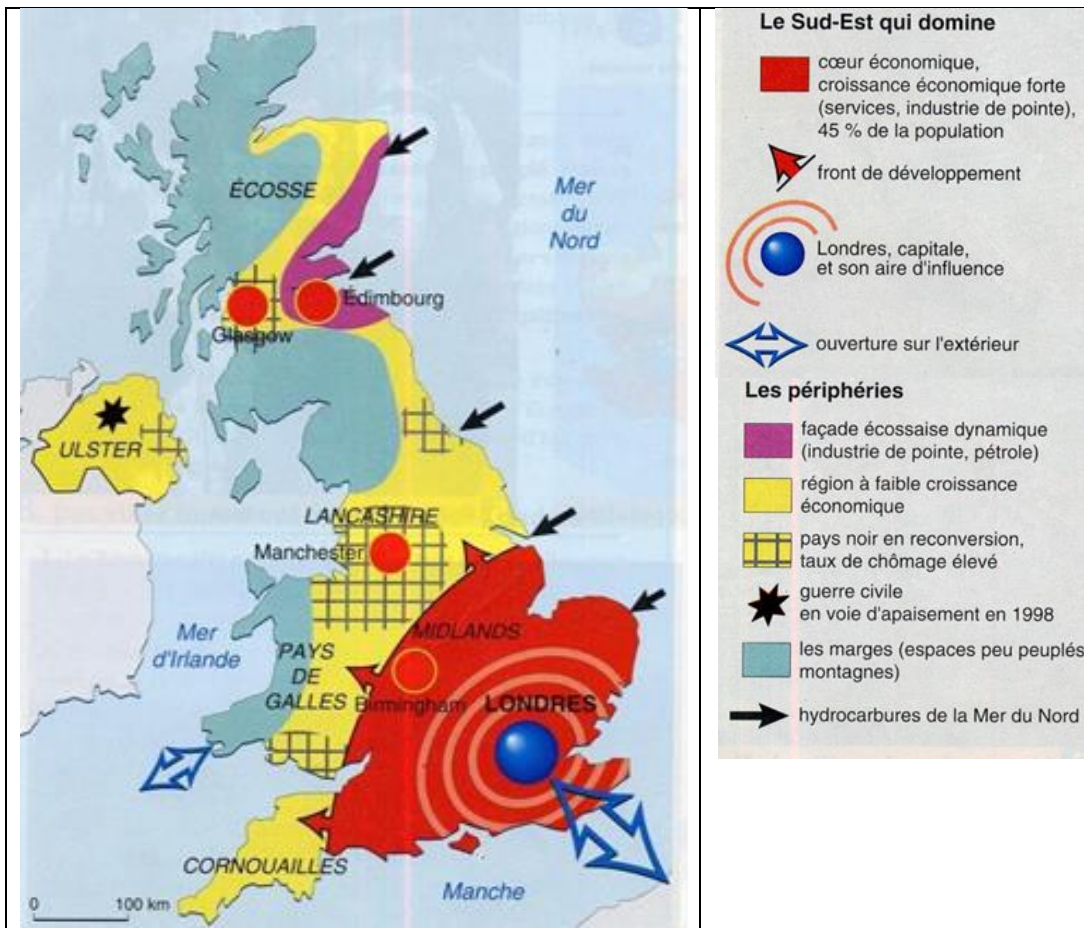 ÉCOSSE
Mer
du
Nord
Édimbourg
Glasgow
ULSTER
LANCASHIRE
Manchester
Mer
d'Irlande
MIDLANDS
PAYS
DE
GALLES
Birmingham
LONDRES
CORNOUAILLES
Manche
0 100 km
Le Sud-Est qui domine
cœur économique,
croissance économique forte
(services, industrie de pointe),
45 % de la population
front de développement
Londres, capitale,
et son aire d'influence
ouverture sur l'extérieur
Les périphéries
façade écossaise dynamique
(industrie de pointe, pétrole)
région à faible croissance
économique
pays noir en reconversion,
taux de chômage élevé
guerre civile
en voie d'apaisement en 1998
les marges (espaces peu peuplés
montagnes)
hydrocarbures de la Mer du Nord